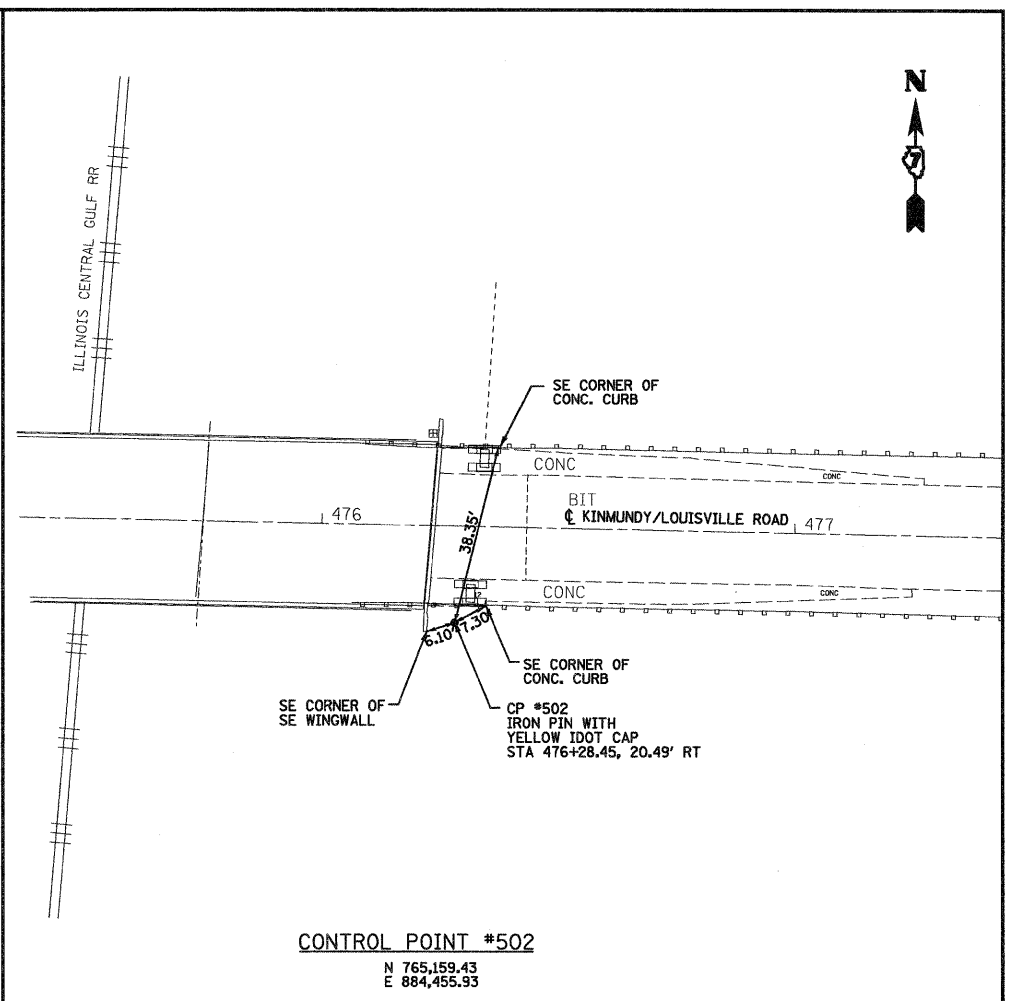 N
7
ILLINOIS CENTRAL GULF RR
SE CORNER OF
CONC. CURB
CONC
CONC
BIT
476
℄ KINMUNDY/LOUISVILLE ROAD
477
38.35'
CONC
CONC
6.10'
7.30'
SE CORNER OF
CONC. CURB
SE CORNER OF
SE WINGWALL
CP #502
IRON PIN WITH
YELLOW IDOT CAP
STA 476+28.45, 20.49' RT
CONTROL POINT #502
N 765,159.43
E 884,455.93